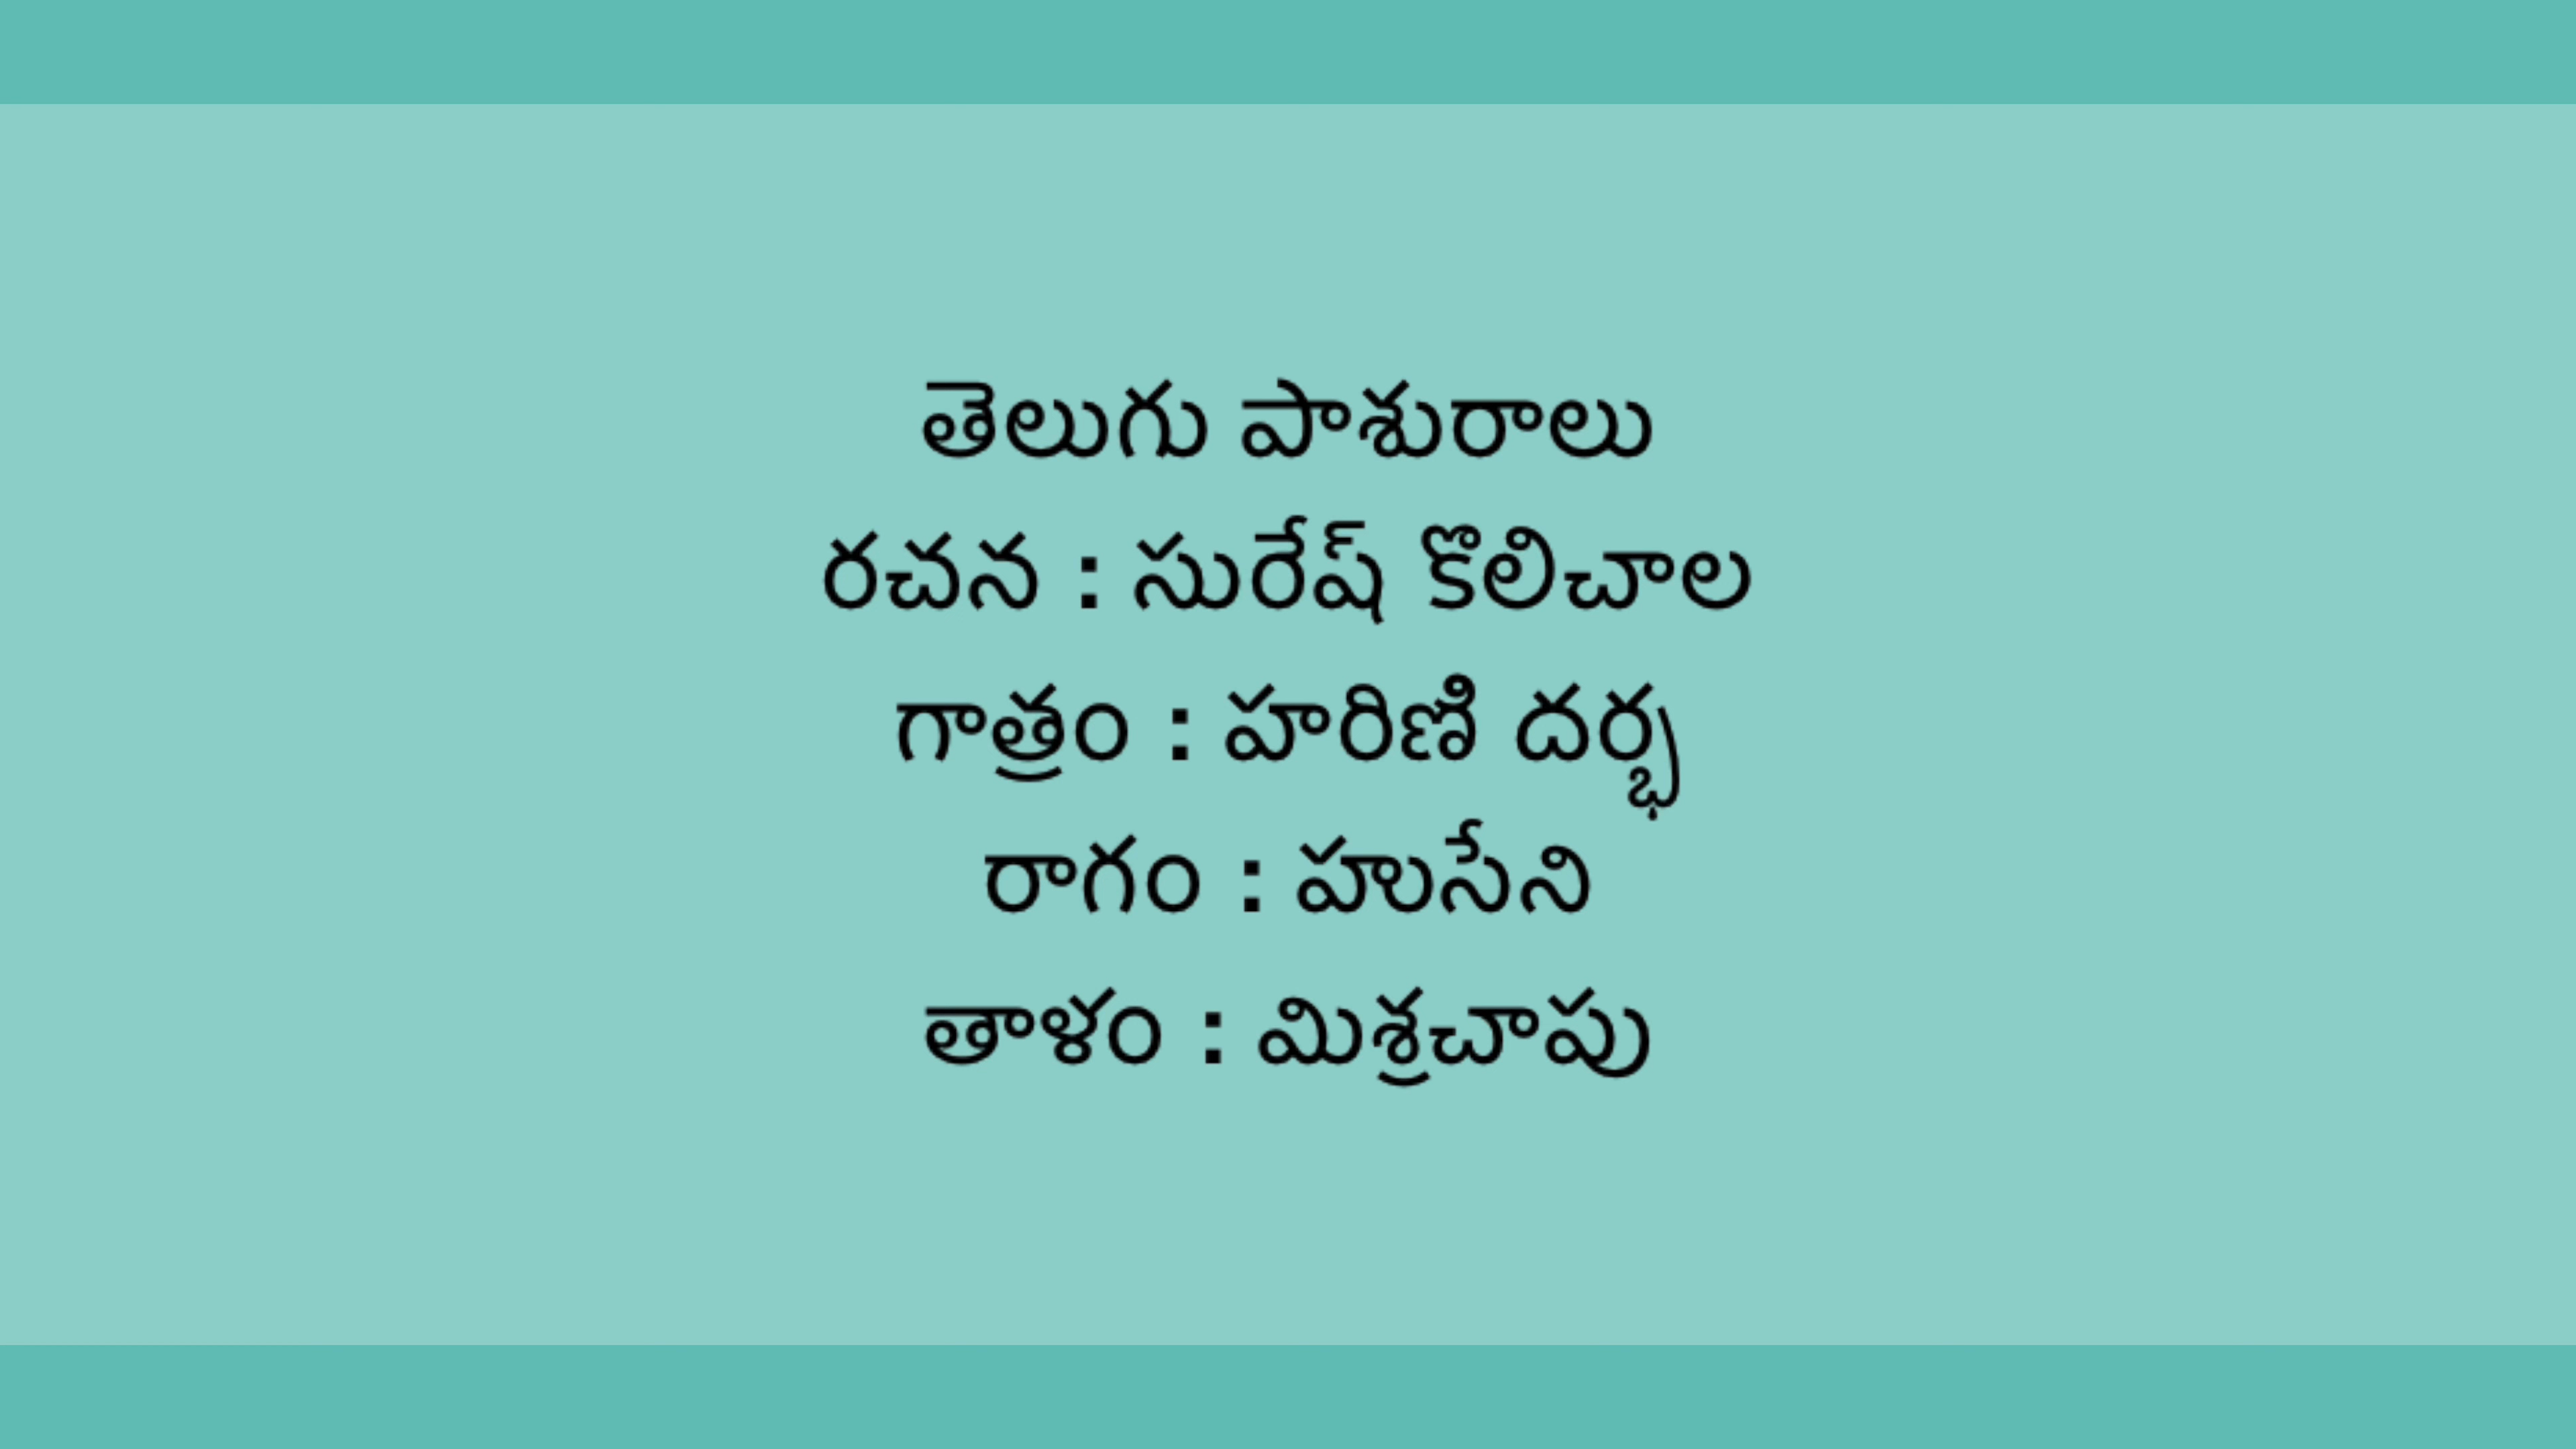 తెలుగు పాశురాలు
రచన : సురేష్ కొలిచాల
గాత్రం : హరిణి దర్భ
రాగం : హుసేని
తాళం : మిశ్రచాపు